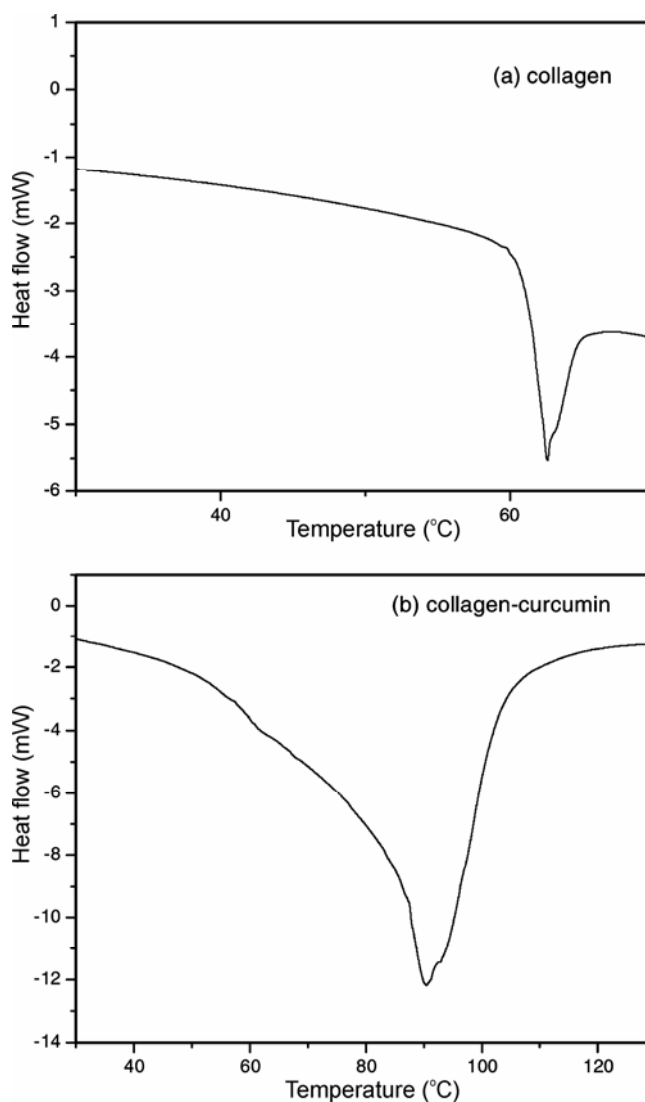 1
(a) collagen
0
-1
-2
-3
-4
-5
-6
Heat flow (mW)
40 60
Temperature (°C)
(b) collagen-curcumin
0
-2
-4
-6
-8
-10
-12
-14
Heat flow (mW)
40 60 80 100 120
Temperature (°C)